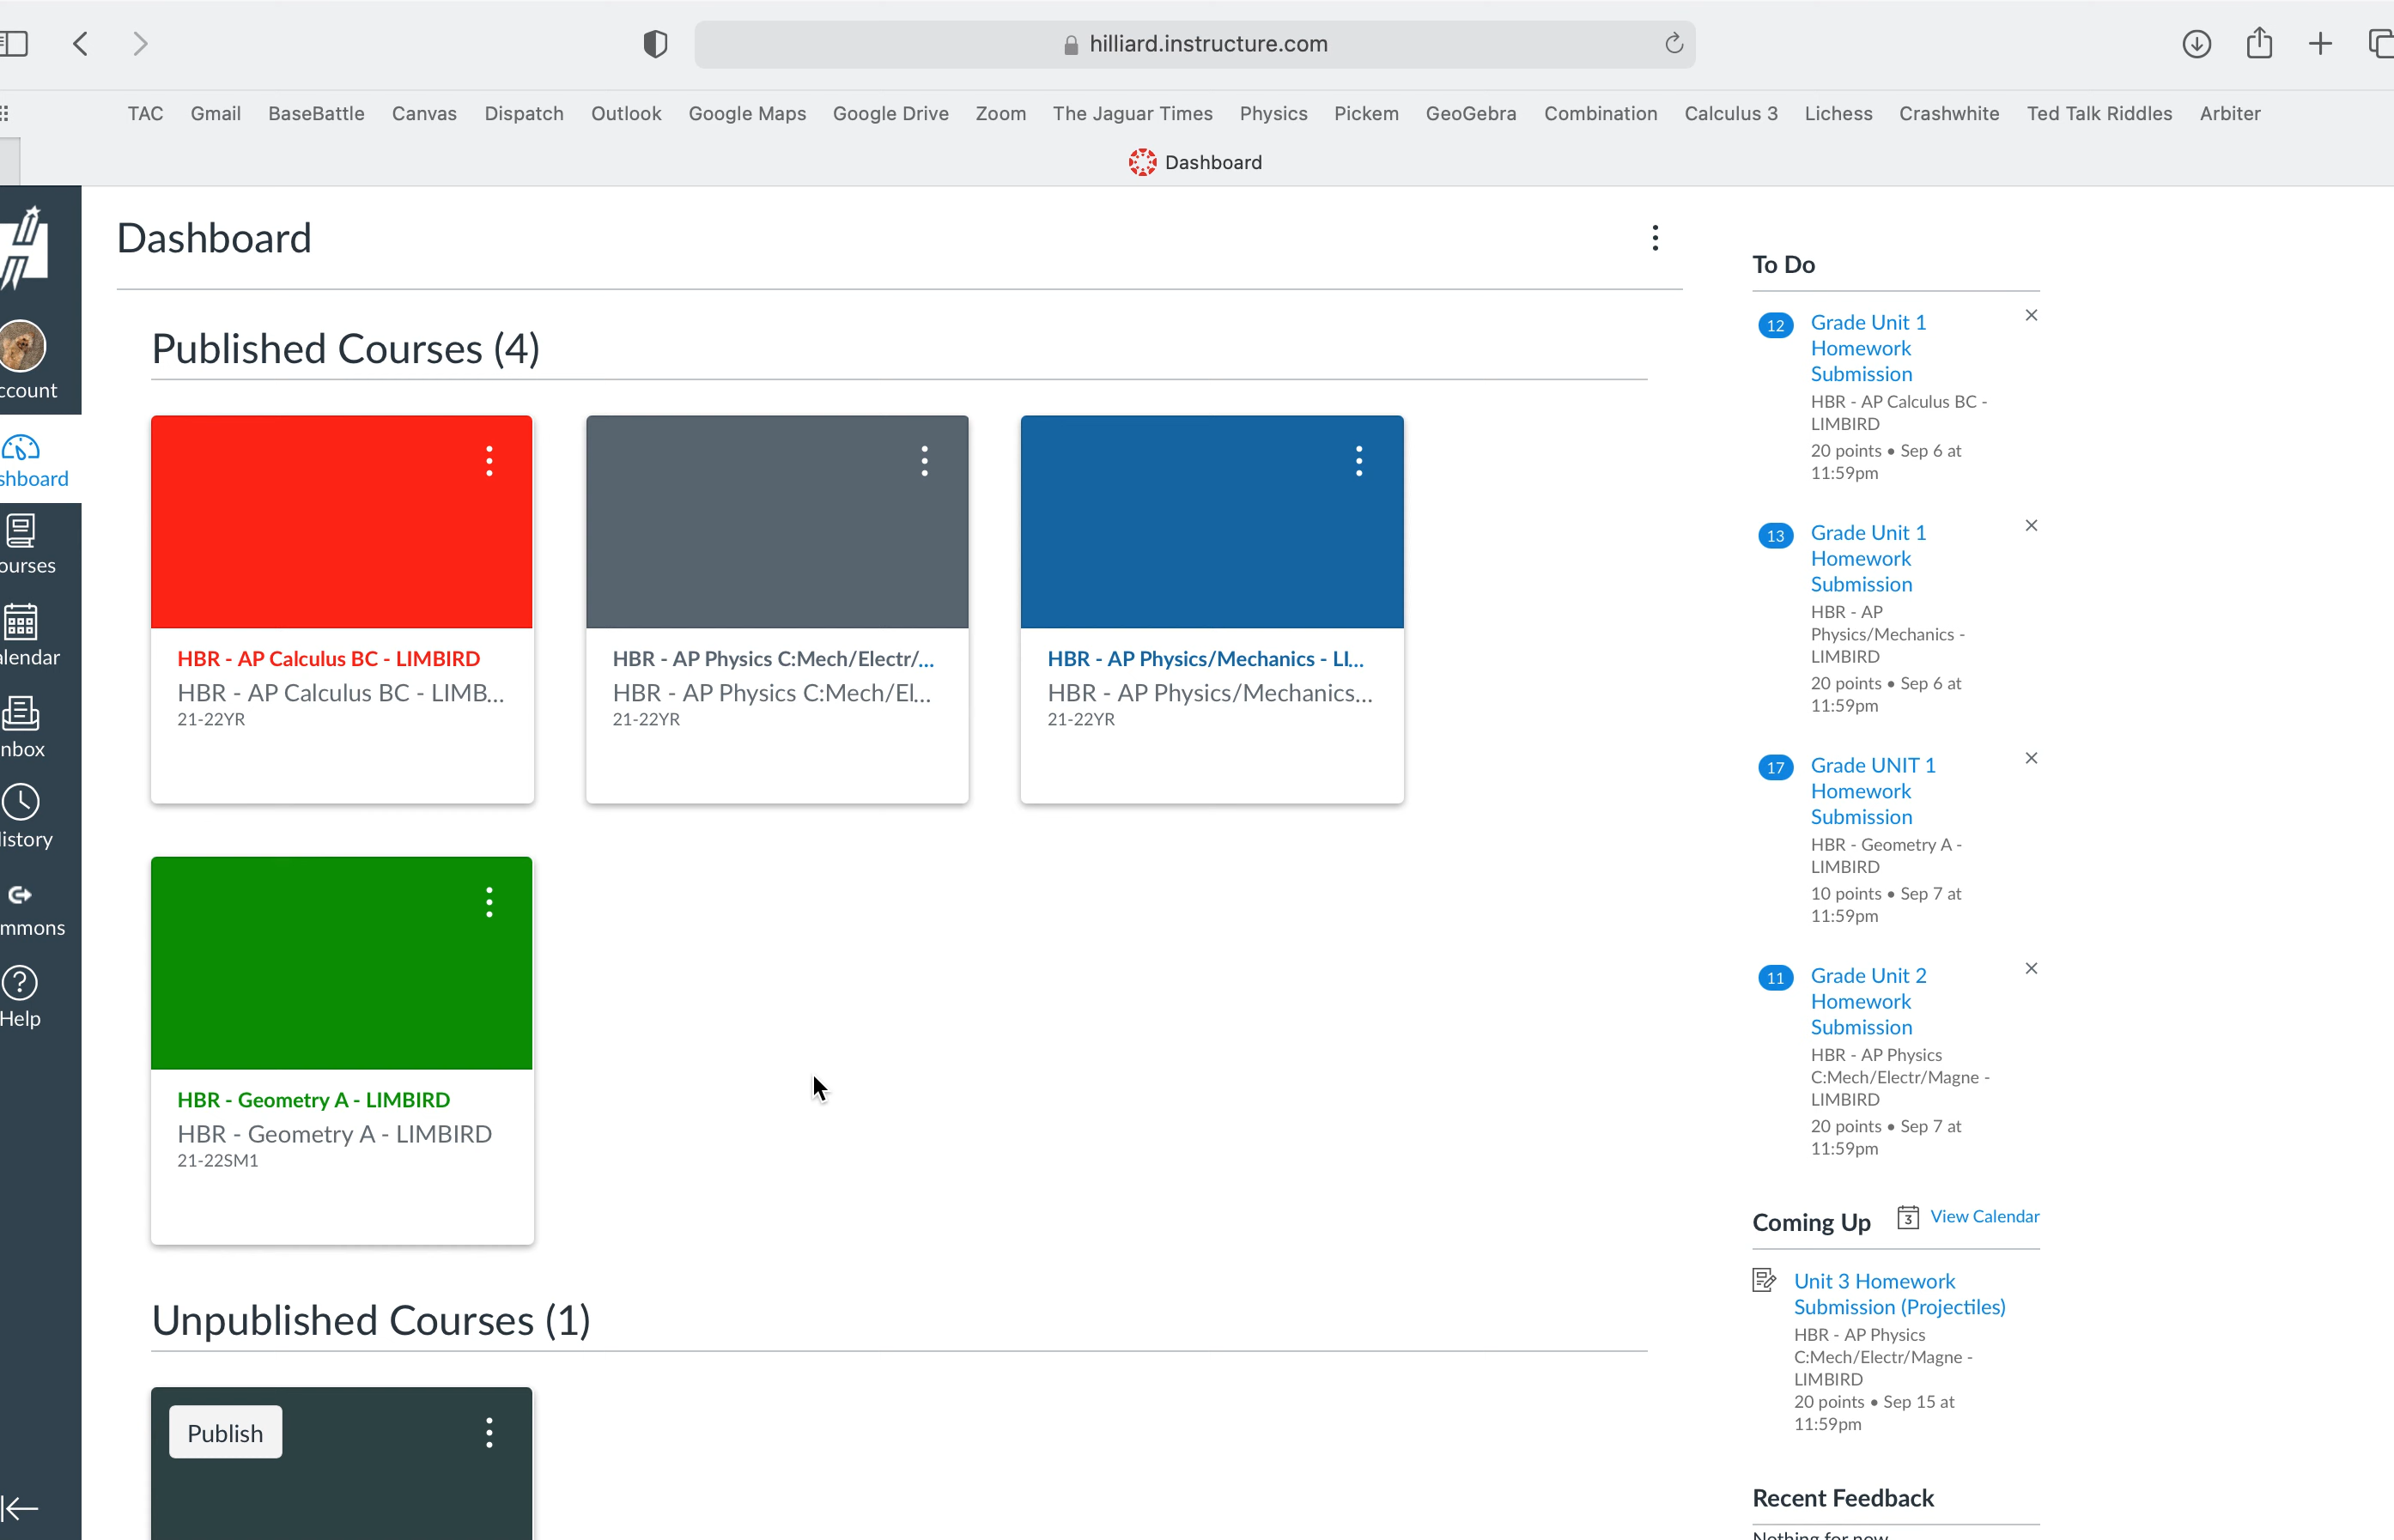 hilliard.instructure.com
TAC Gmail BaseBattle Canvas Dispatch Outlook Google Maps Google Drive Zoom The Jaguar Times Physics Pickem GeoGebra Combination Calculus 3 Lichess Crashwhite Ted Talk Riddles Arbiter
Dashboard
ccount
shboard
ourses
alendar
nbox
istory
mmons
Help
Dashboard
Published Courses (4)
HBR - AP Calculus BC - LIMBIRD
HBR - AP Calculus BC - LIMB...
21-22YR
HBR - AP Physics C:Mech/Electr/...
HBR - AP Physics C:Mech/El...
21-22YR
HBR - AP Physics/Mechanics - LI...
HBR - AP Physics/Mechanics...
21-22YR
HBR - Geometry A - LIMBIRD
HBR - Geometry A - LIMBIRD
21-22SM1
Unpublished Courses (1)
Publish
To Do
12 Grade Unit 1
Homework
Submission
HBR - AP Calculus BC -
LIMBIRD
20 points • Sep 6 at
11:59pm
13 Grade Unit 1
Homework
Submission
HBR - AP
Physics/Mechanics -
LIMBIRD
20 points • Sep 6 at
11:59pm
17 Grade UNIT 1
Homework
Submission
HBR - Geometry A -
LIMBIRD
10 points • Sep 7 at
11:59pm
11 Grade Unit 2
Homework
Submission
HBR - AP Physics
C:Mech/Electr/Magne -
LIMBIRD
20 points • Sep 7 at
11:59pm
Coming Up 3 View Calendar
Unit 3 Homework
Submission (Projectiles)
HBR - AP Physics
C:Mech/Electr/Magne -
LIMBIRD
20 points • Sep 15 at
11:59pm
Recent Feedback
Nothing for now